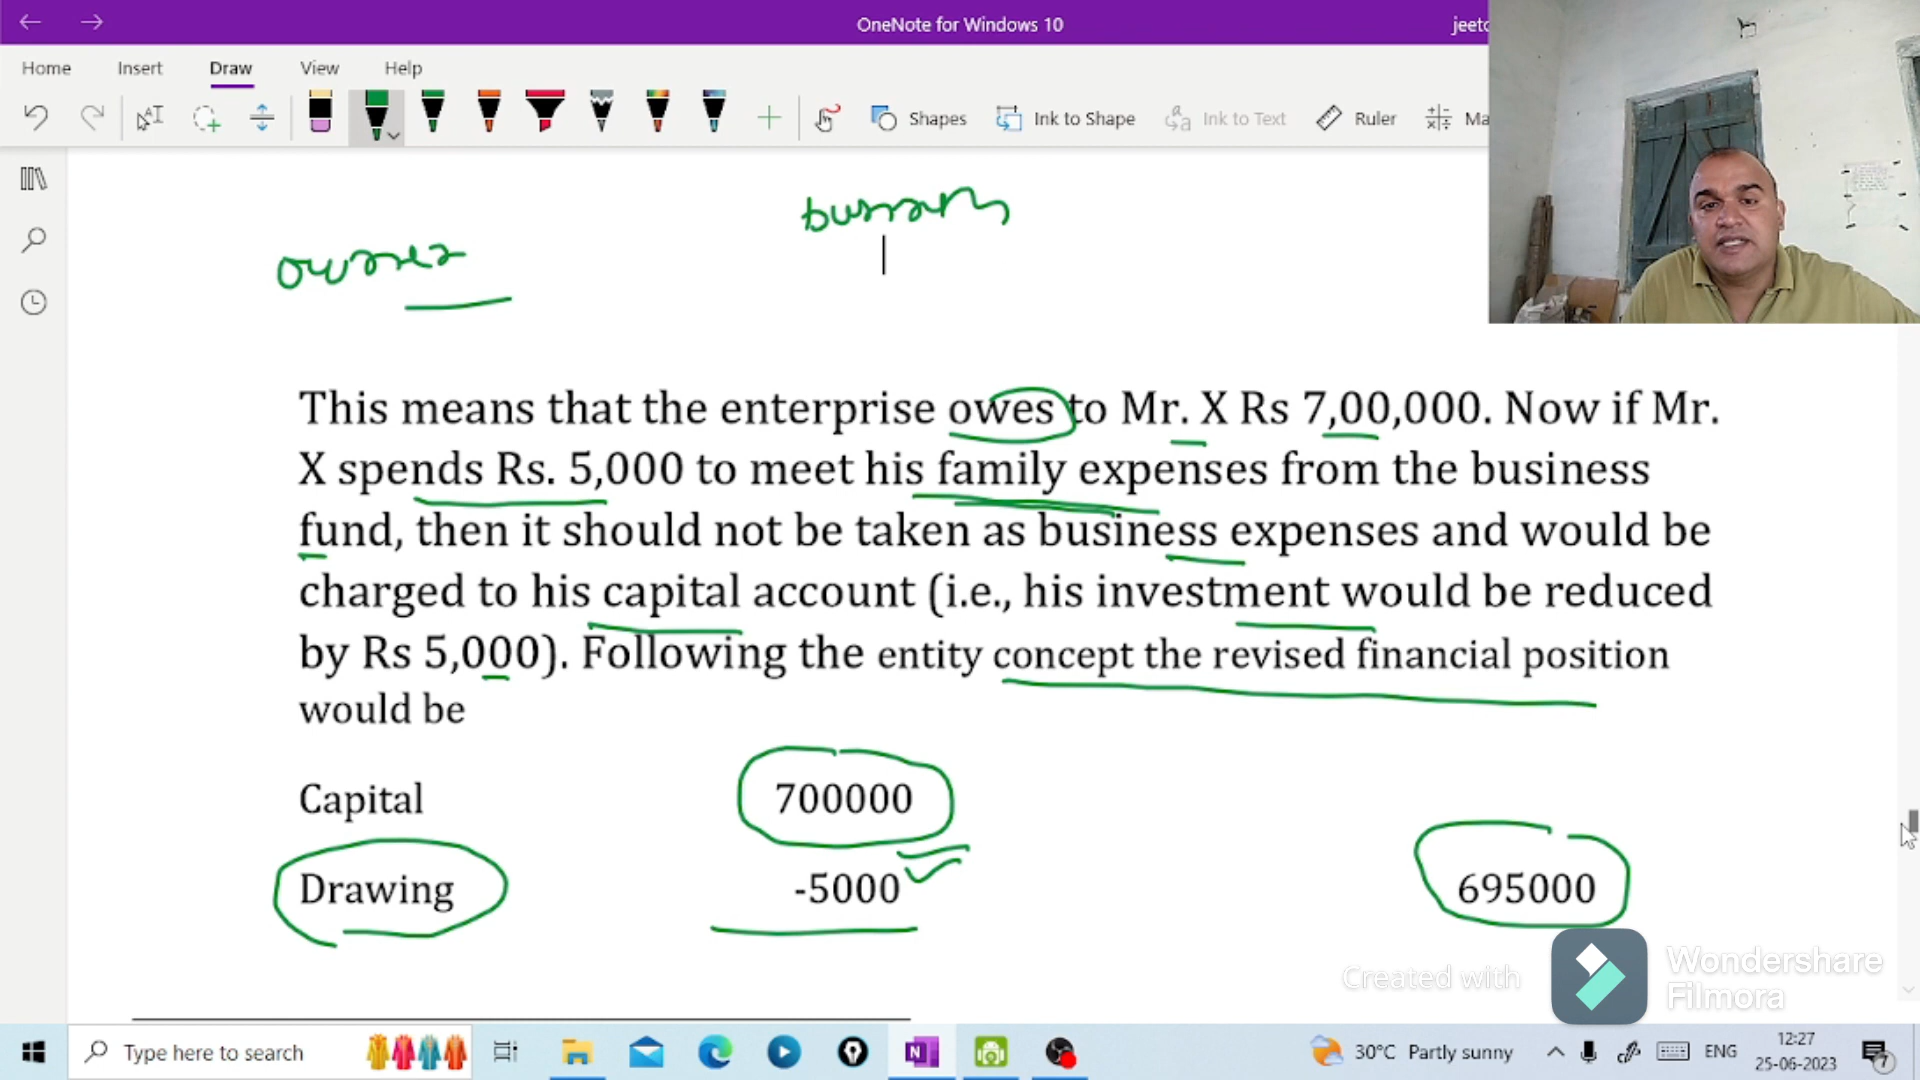 OneNote for Windows 10
jeetc
Home Insert Draw View Help
Shapes Ink to Shape Ink to Text Ruler Ma
business
owner
This means that the enterprise owes to Mr. X Rs 7,00,000. Now if Mr.
X spends Rs. 5,000 to meet his family expenses from the business
fund, then it should not be taken as business expenses and would be
charged to his capital account (i.e., his investment would be reduced
by Rs 5,000). Following the entity concept the revised financial position
would be
Capital 700000
Drawing -5000 695000
Created with Wondershare
Filmora
Type here to search
30°C Partly sunny
ENG
12:27
25-06-2023
7